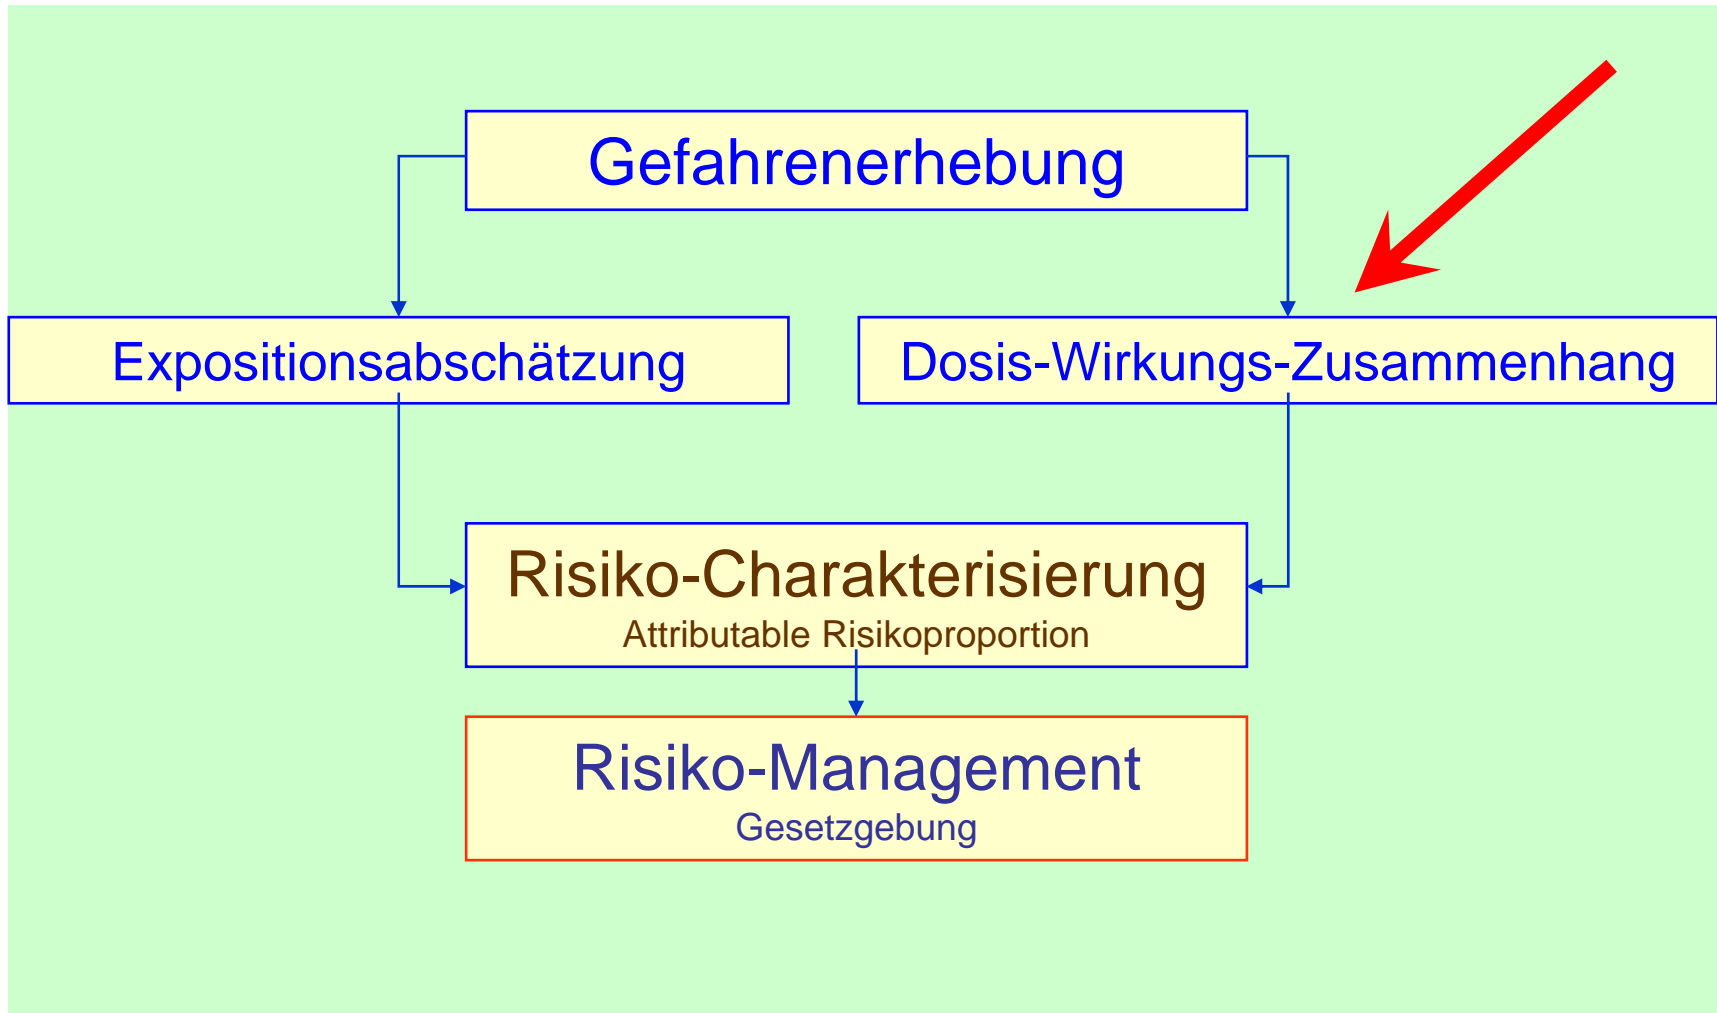 Gefahrenerhebung
Expositionsabschätzung
Dosis-Wirkungs-Zusammenhang
Risiko-Charakterisierung
Attributable Risikoproportion
Risiko-Management
Gesetzgebung